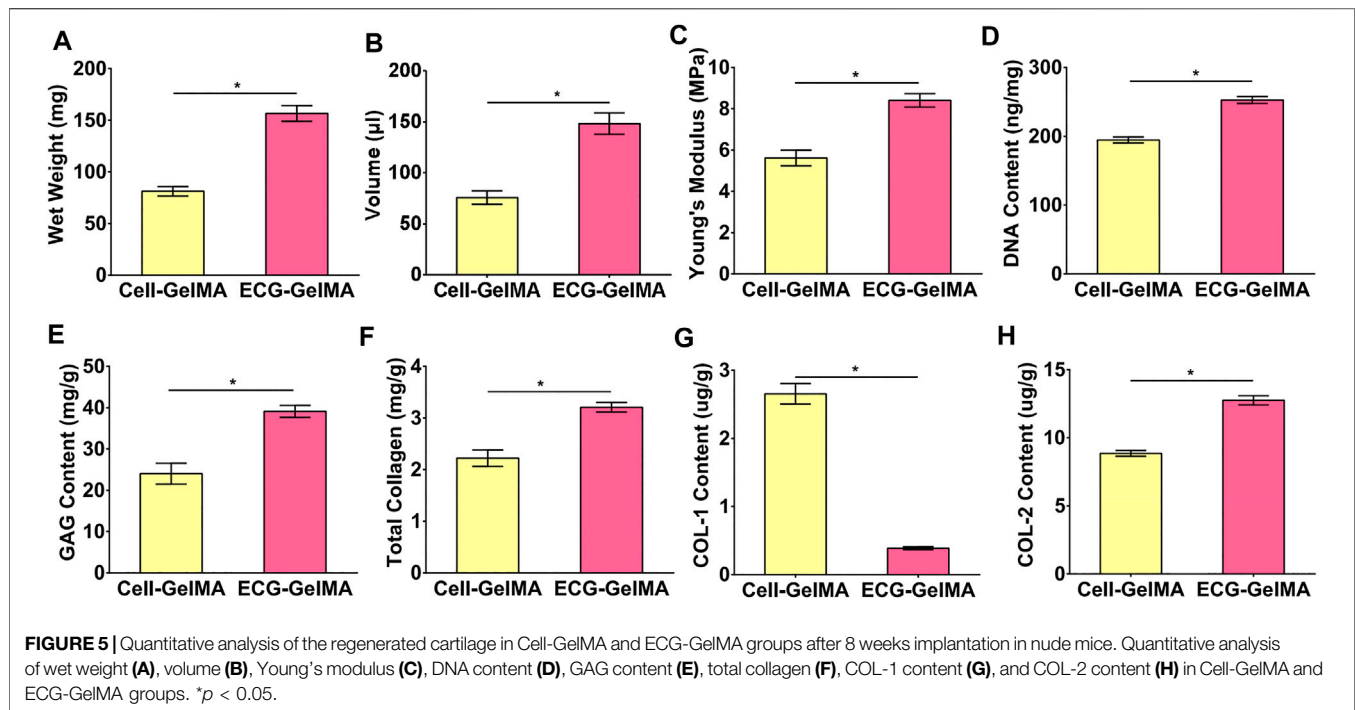 A
Wet Weight (mg)
200
150
100
50
0
*
Cell-GelMA ECG-GelMA
B
Volume (µl)
200
150
100
50
0
*
Cell-GelMA ECG-GelMA
C
Young's Modulus (MPa)
10
8
6
4
2
0
*
Cell-GelMA ECG-GelMA
D
DNA Content (ng/mg)
300
200
100
0
*
Cell-GelMA ECG-GelMA
E
GAG Content (mg/g)
50
40
30
20
10
0
*
Cell-GelMA ECG-GelMA
F
Total Collagen (mg/g)
4
3
2
1
0
*
Cell-GelMA ECG-GelMA
G
COL-1 Content (ug/g)
3
2
1
0
*
Cell-GelMA ECG-GelMA
H
COL-2 Content (ug/g)
15
10
5
0
*
Cell-GelMA ECG-GelMA
FIGURE 5 | Quantitative analysis of the regenerated cartilage in Cell-GelMA and ECG-GelMA groups after 8 weeks implantation in nude mice. Quantitative analysis
of wet weight (A), volume (B), Young's modulus (C), DNA content (D), GAG content (E), total collagen (F), COL-1 content (G), and COL-2 content (H) in Cell-GelMA and
ECG-GelMA groups. *p < 0.05.